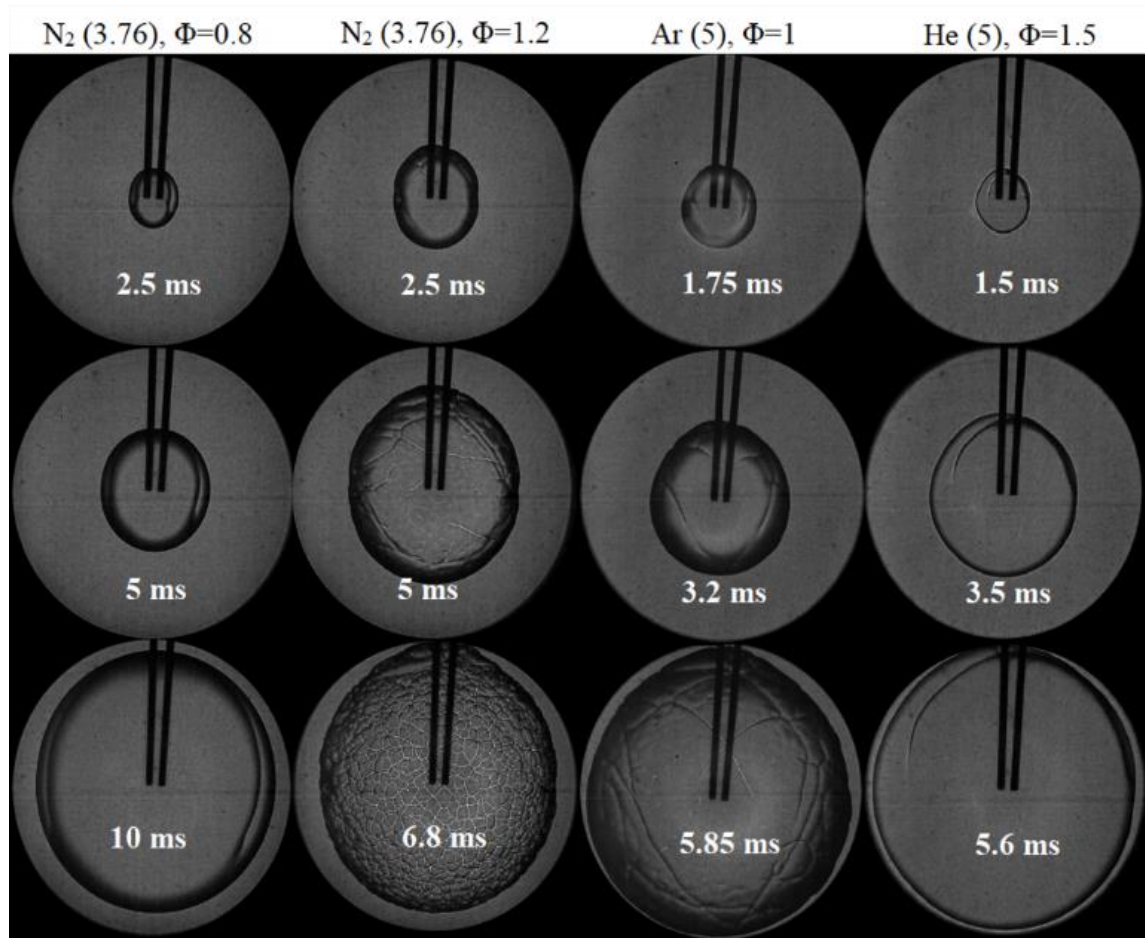 N₂ (3.76), Φ=0.8 N₂ (3.76), Φ=1.2 Ar (5), Φ=1 He (5), Φ=1.5
2.5 ms 2.5 ms 1.75 ms 1.5 ms
5 ms 5 ms 3.2 ms 3.5 ms
10 ms 6.8 ms 5.85 ms 5.6 ms